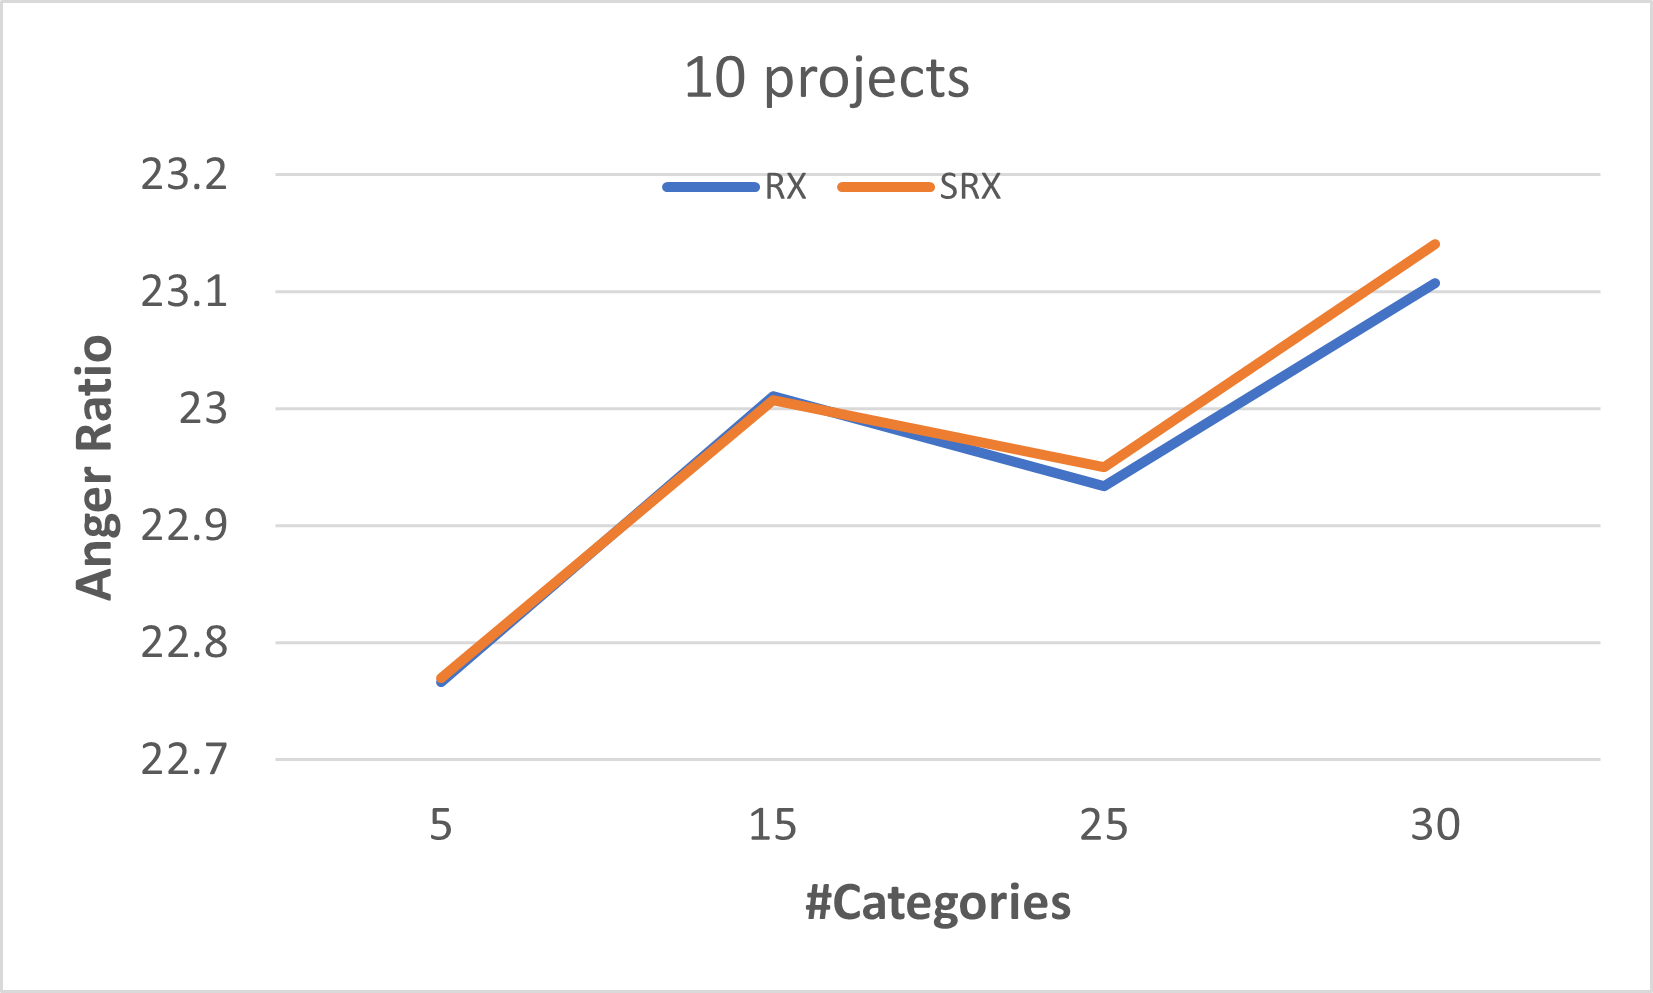 10 projects
RX SRX
23.2
23.1
23
22.9
22.8
22.7
Anger Ratio
5 15 25 30
#Categories